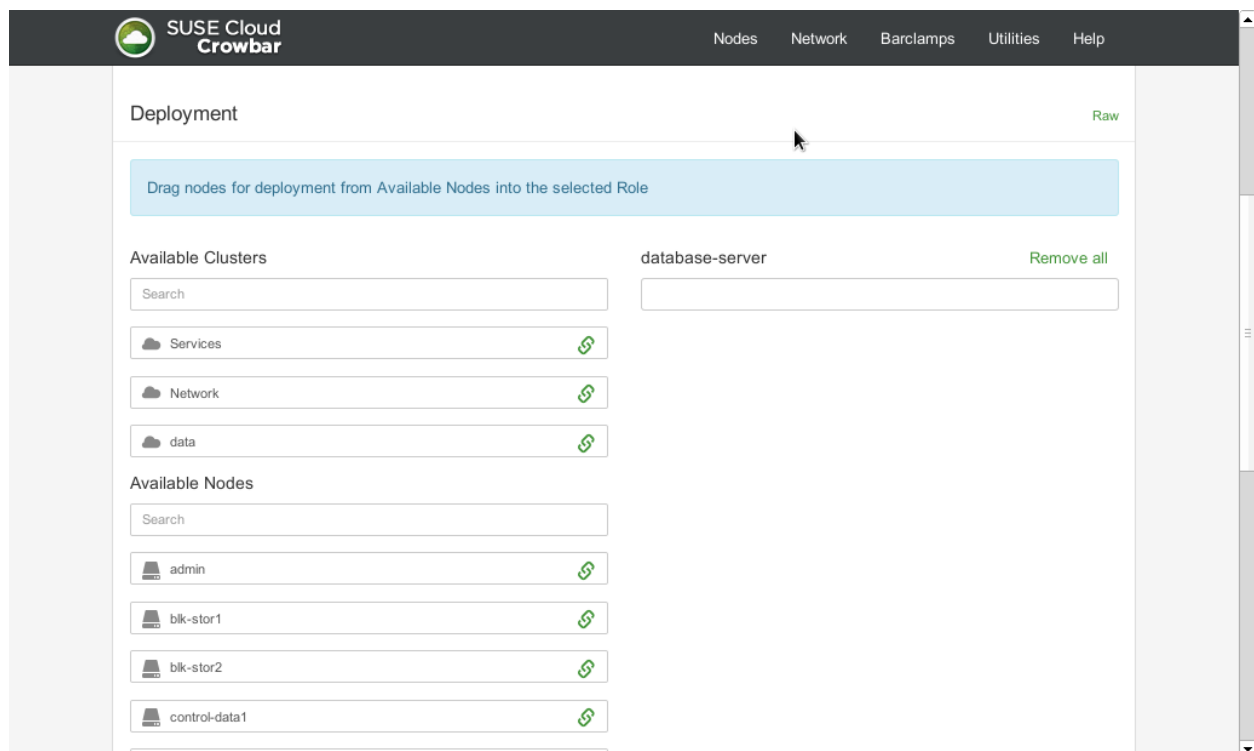 SUSE Cloud
Crowbar
Nodes Network Barclamps Utilities Help
Deployment
Raw
Drag nodes for deployment from Available Nodes into the selected Role
Available Clusters
Search
Services
Network
data
Available Nodes
Search
admin
blk-stor1
blk-stor2
control-data1
database-server
Remove all